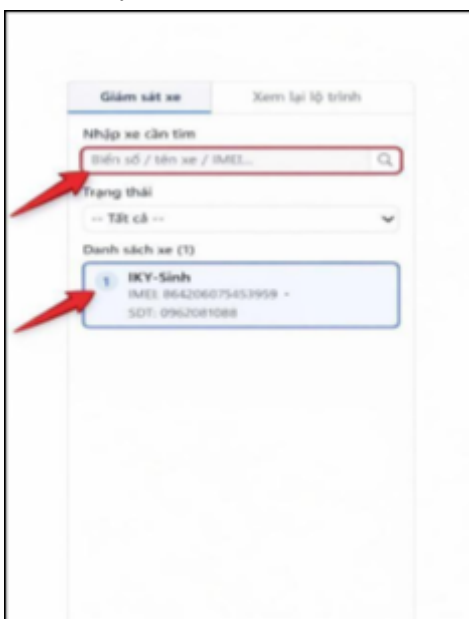 Giám sát xe
Xem lại lộ trình
Nhập xe cần tìm
Biển số / tên xe / IMEI...
Trạng thái
-- Tất cả --
Danh sách xe (1)
1
IKY-Sinh
IMEI: 864206075453959 -
SDT: 0962081088